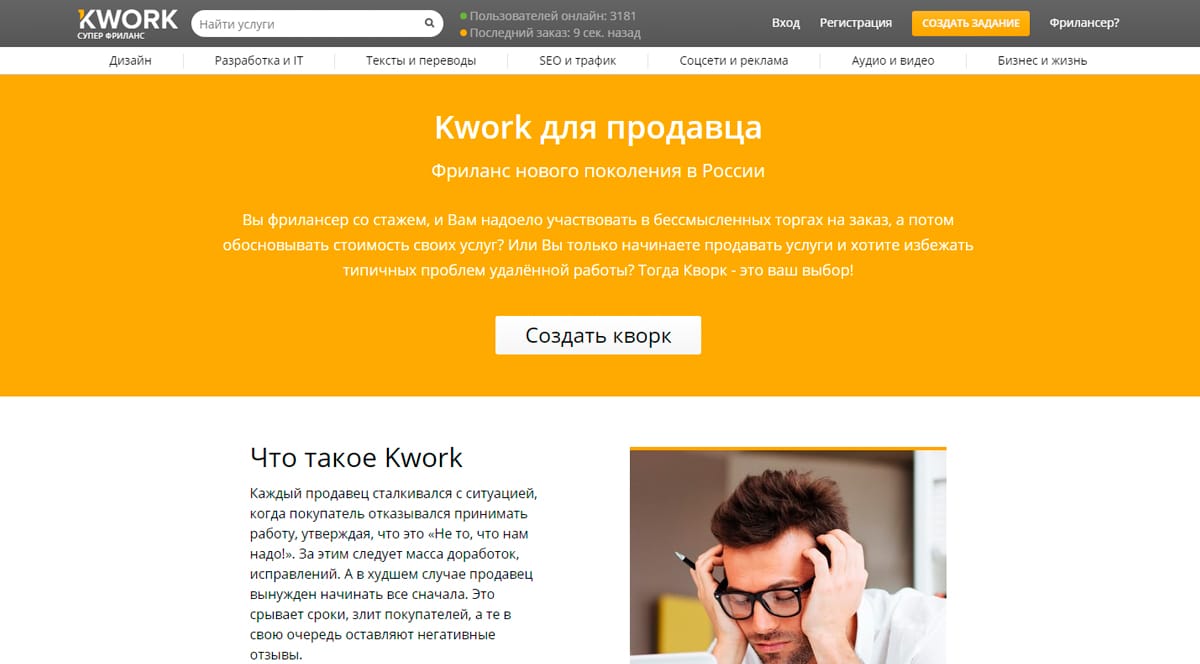 KWORK
СУПЕР ФРИЛАНС
Найти услуги
Пользователей онлайн: 3181
Последний заказ: 9 сек. назад
Вход
Регистрация
СОЗДАТЬ ЗАДАНИЕ
Фрилансер?
Дизайн
Разработка и IT
Тексты и переводы
SEO и трафик
Соцсети и реклама
Аудио и видео
Бизнес и жизнь
Kwork для продавца
Фриланс нового поколения в России
Вы фрилансер со стажем, и Вам надоело участвовать в бессмысленных торгах на заказ, а потом
обосновывать стоимость своих услуг? Или Вы только начинаете продавать услуги и хотите избежать
типичных проблем удалённой работы? Тогда Кворк - это ваш выбор!
Создать кворк
Что такое Kwork
Каждый продавец сталкивался с ситуацией,
когда покупатель отказывался принимать
работу, утверждая, что это «Не то, что нам
надо!». За этим следует масса доработок,
исправлений. А в худшем случае продавец
вынужден начинать все сначала. Это
срывает сроки, злит покупателей, а те в
свою очередь оставляют негативные
отзывы.